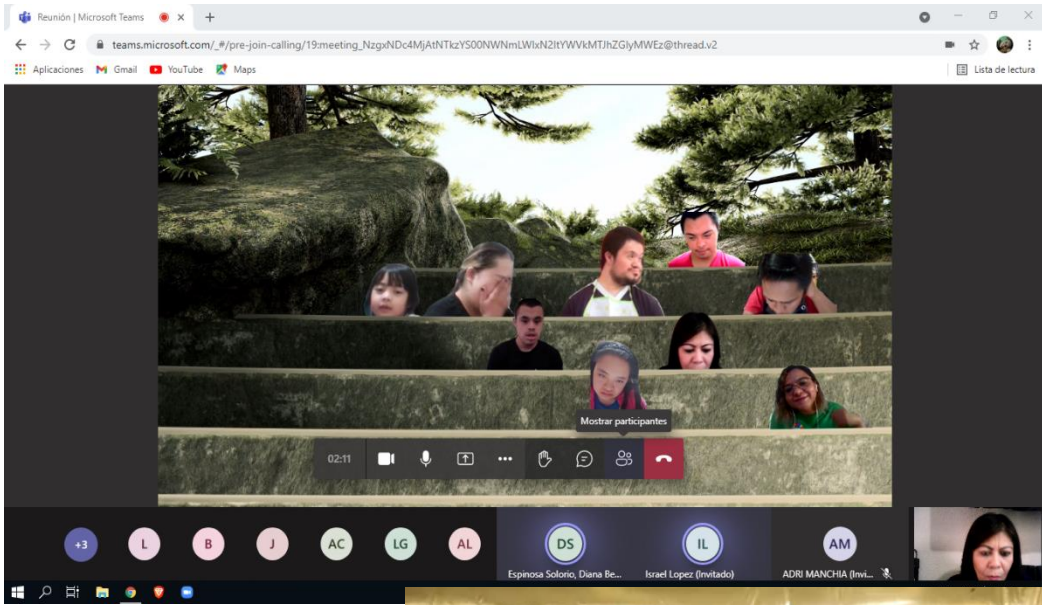 Reunión | Microsoft Teams
teams.microsoft.com/_#/pre-join-calling/19:meeting_NzgxNDc4MjAtNTkzYS00NWNmLWIxN2ItYWVkMTJhZGIyMWEz@thread.v2
Aplicaciones Gmail YouTube Maps Lista de lectura
Mostrar participantes
02:11
+3 L B J AC LG AL DS IL AM
Espinosa Solorio, Diana Be... Israel Lopez (Invitado) ADRI MANCHIA (Invi...